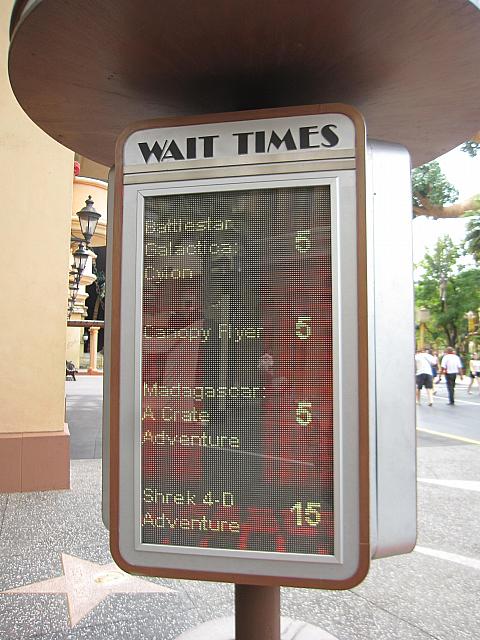 WAIT TIMES
Battlestar
Galactica:
Cylon
5
Canopy Flyer 5
Madagascar:
A Crate
Adventure
5
Shrek 4-D
Adventure
15